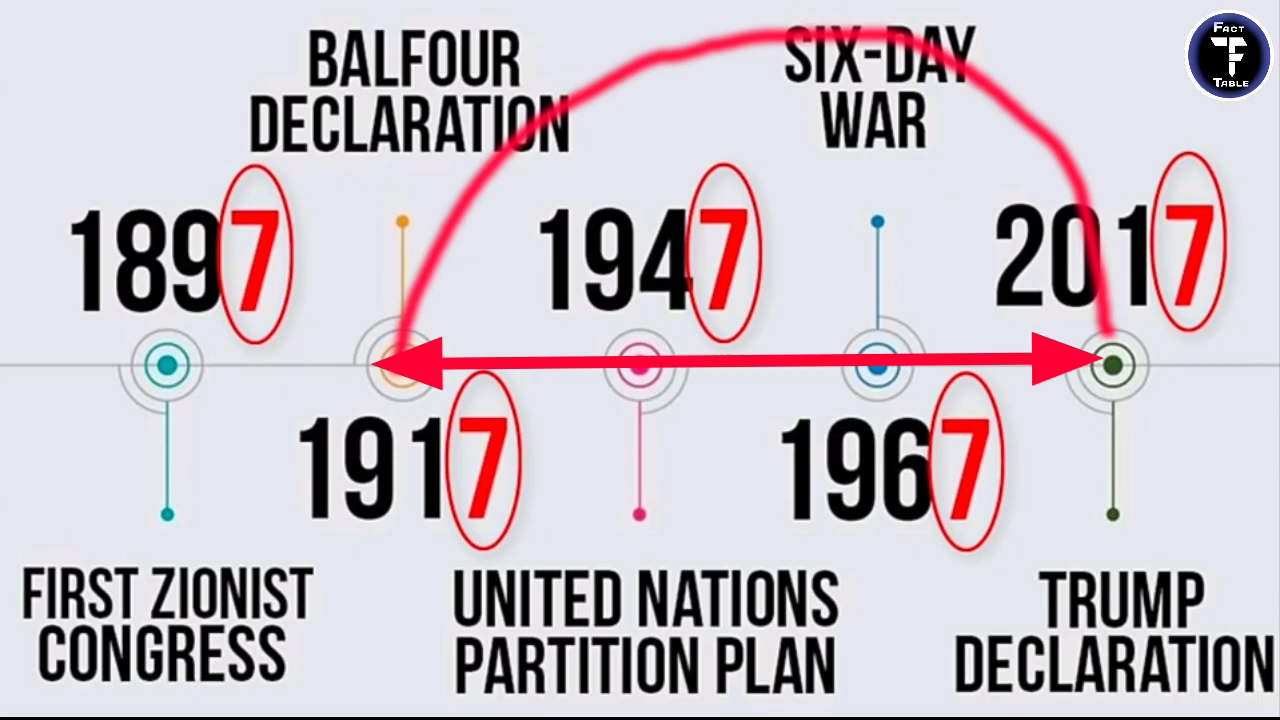 BALFOUR
DECLARATION
SIX-DAY
WAR
FACT
TF
TABLE
1897
1947
2017
1917
1967
FIRST ZIONIST
CONGRESS
UNITED NATIONS
PARTITION PLAN
TRUMP
DECLARATION